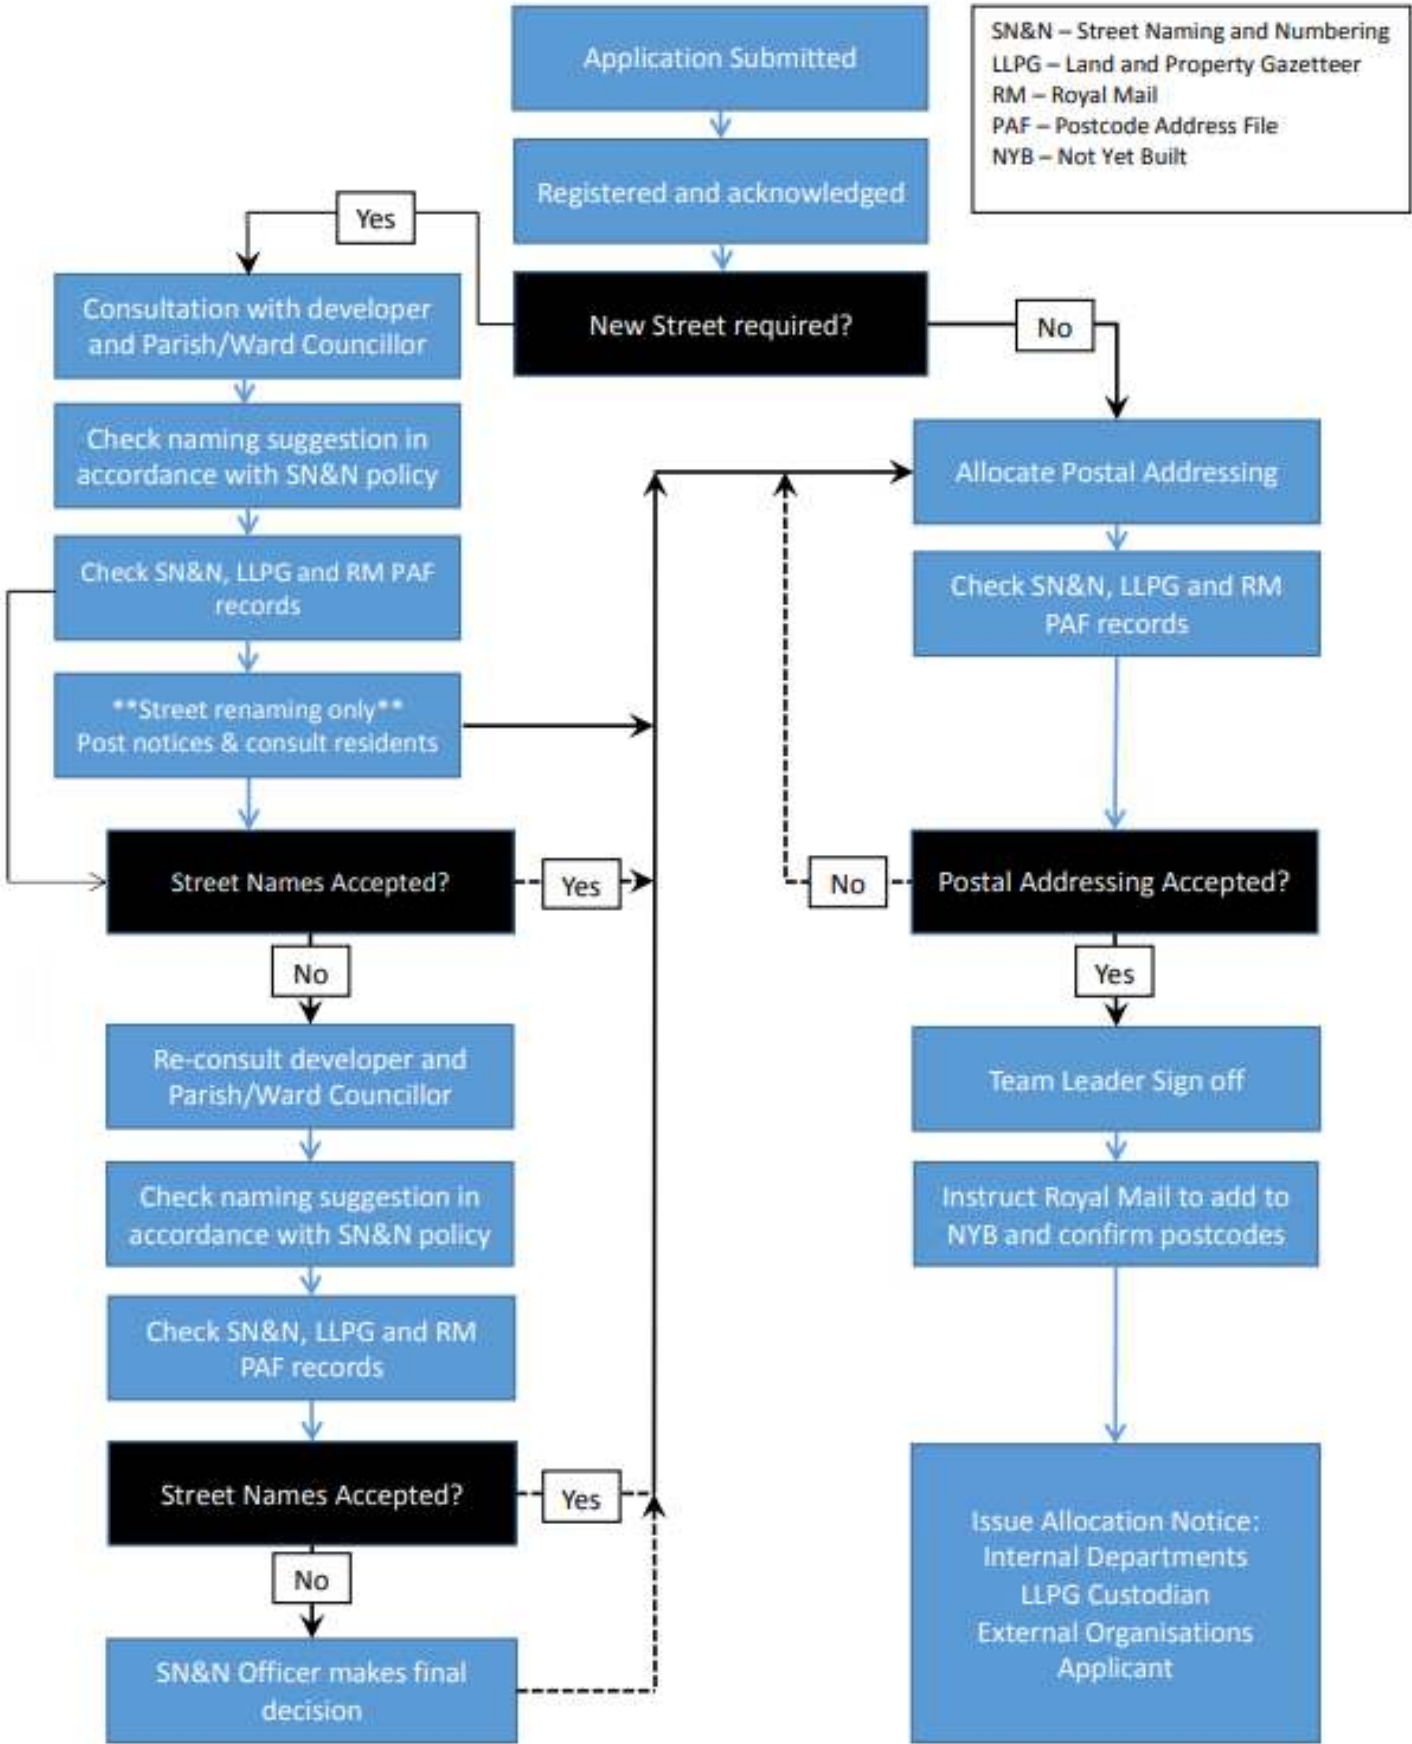 Application Submitted
SN&N – Street Naming and Numbering
LLPG – Land and Property Gazetteer
RM – Royal Mail
PAF – Postcode Address File
NYB – Not Yet Built
Registered and acknowledged
New Street required?
Yes
No
Consultation with developer
and Parish/Ward Councillor
Check naming suggestion in
accordance with SN&N policy
Check SN&N, LLPG and RM PAF
records
**Street renaming only**
Post notices & consult residents
Street Names Accepted?
Yes
No
Re-consult developer and
Parish/Ward Councillor
Check naming suggestion in
accordance with SN&N policy
Check SN&N, LLPG and RM
PAF records
Street Names Accepted?
Yes
No
SN&N Officer makes final
decision
Allocate Postal Addressing
Check SN&N, LLPG and RM
PAF records
Postal Addressing Accepted?
No
Yes
Team Leader Sign off
Instruct Royal Mail to add to
NYB and confirm postcodes
Issue Allocation Notice:
Internal Departments
LLPG Custodian
External Organisations
Applicant